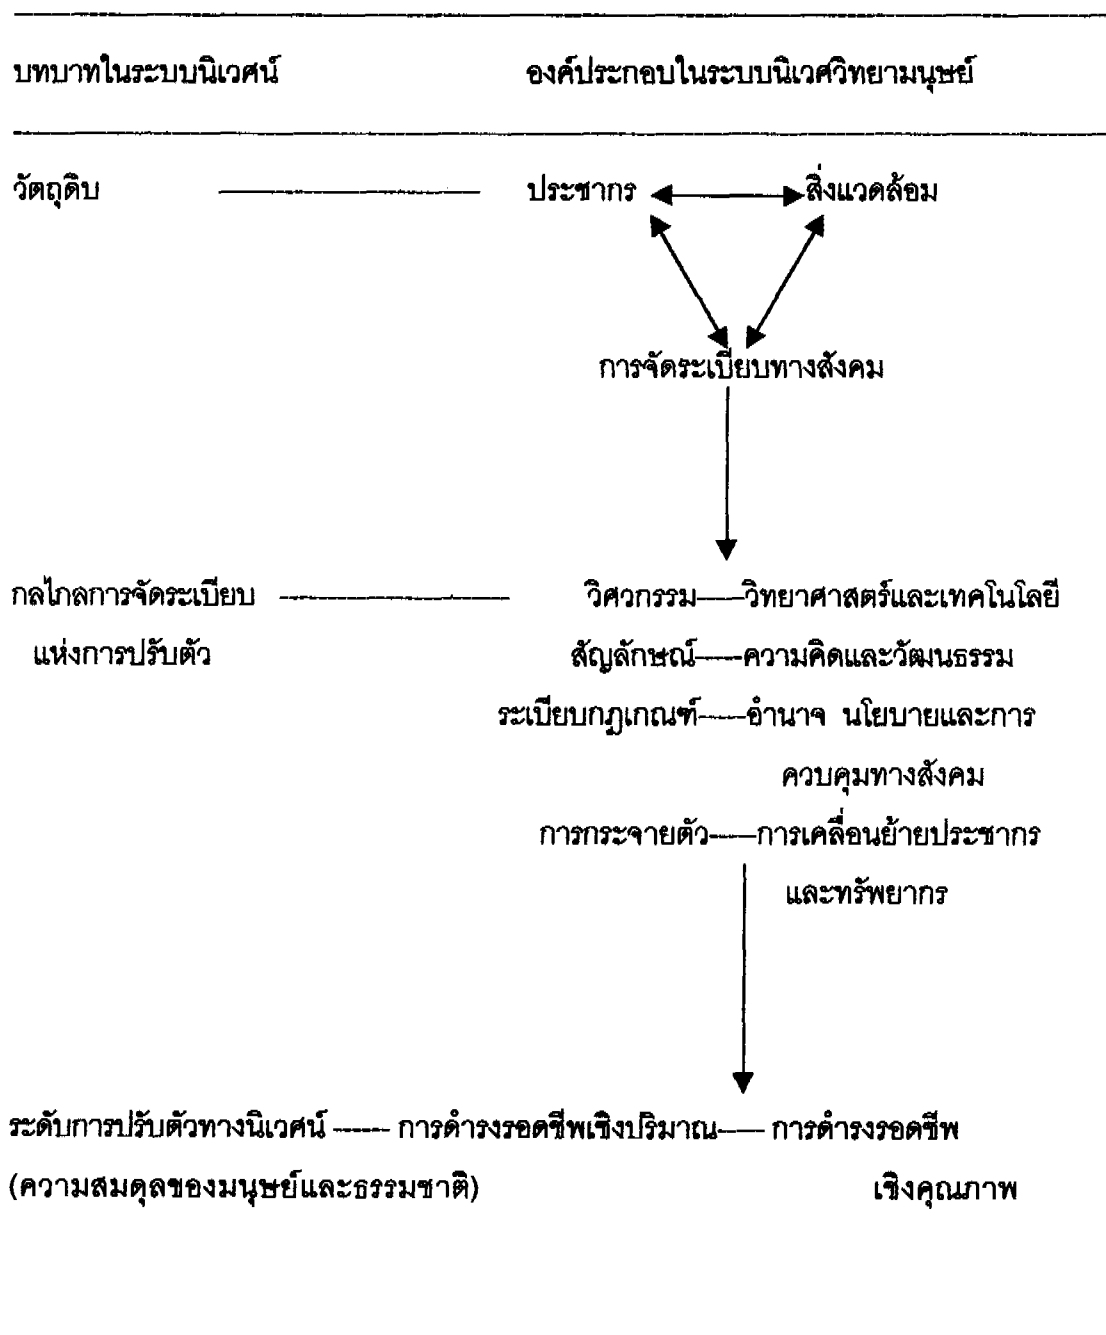 บทบาทในระบบนิเวศน์ องค์ประกอบในระบบนิเวศวิทยามนุษย์
วัตถุดิบ ประชากร สิ่งแวดล้อม
การจัดระเบียบทางสังคม
กลไกลการจัดระเบียบ วิศวกรรม-----วิทยาศาสตร์และเทคโนโลยี
แห่งการปรับตัว สัญลักษณ์-----ความคิดและวัฒนธรรม
ระเบียบกฎเกณฑ์-----อำนาจ นโยบายและการ
ควบคุมทางสังคม
การกระจายตัว-----การเคลื่อนย้ายประชากร
และทรัพยากร
ระดับการปรับตัวทางนิเวศน์ ------ การดำรงรอดชีพเชิงปริมาณ----- การดำรงรอดชีพ
(ความสมดุลของมนุษย์และธรรมชาติ) เชิงคุณภาพ